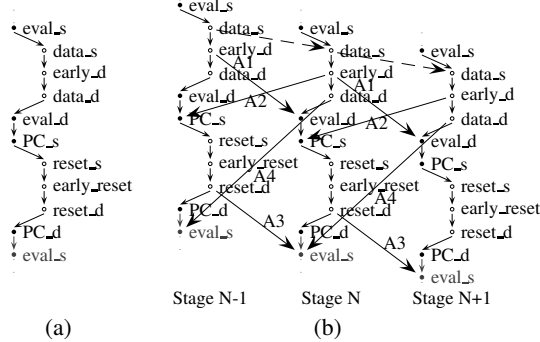 eval_s
data_s
early_d
data_d
eval_d
PC_s
reset_s
early_reset
reset_d
PC_d
eval_s
(a)
eval_s
data_s
early_d
A1
data_d
eval_d
A2
PC_s
reset_s
early_reset
A4
reset_d
PC_d
A3
eval_s
Stage N-1
eval_s
data_s
early_d
A1
data_d
eval_d
A2
PC_s
reset_s
early_reset
A4
reset_d
PC_d
A3
eval_s
Stage N
eval_s
data_s
early_d
data_d
eval_d
PC_s
reset_s
early_reset
reset_d
PC_d
eval_s
Stage N+1
(b)